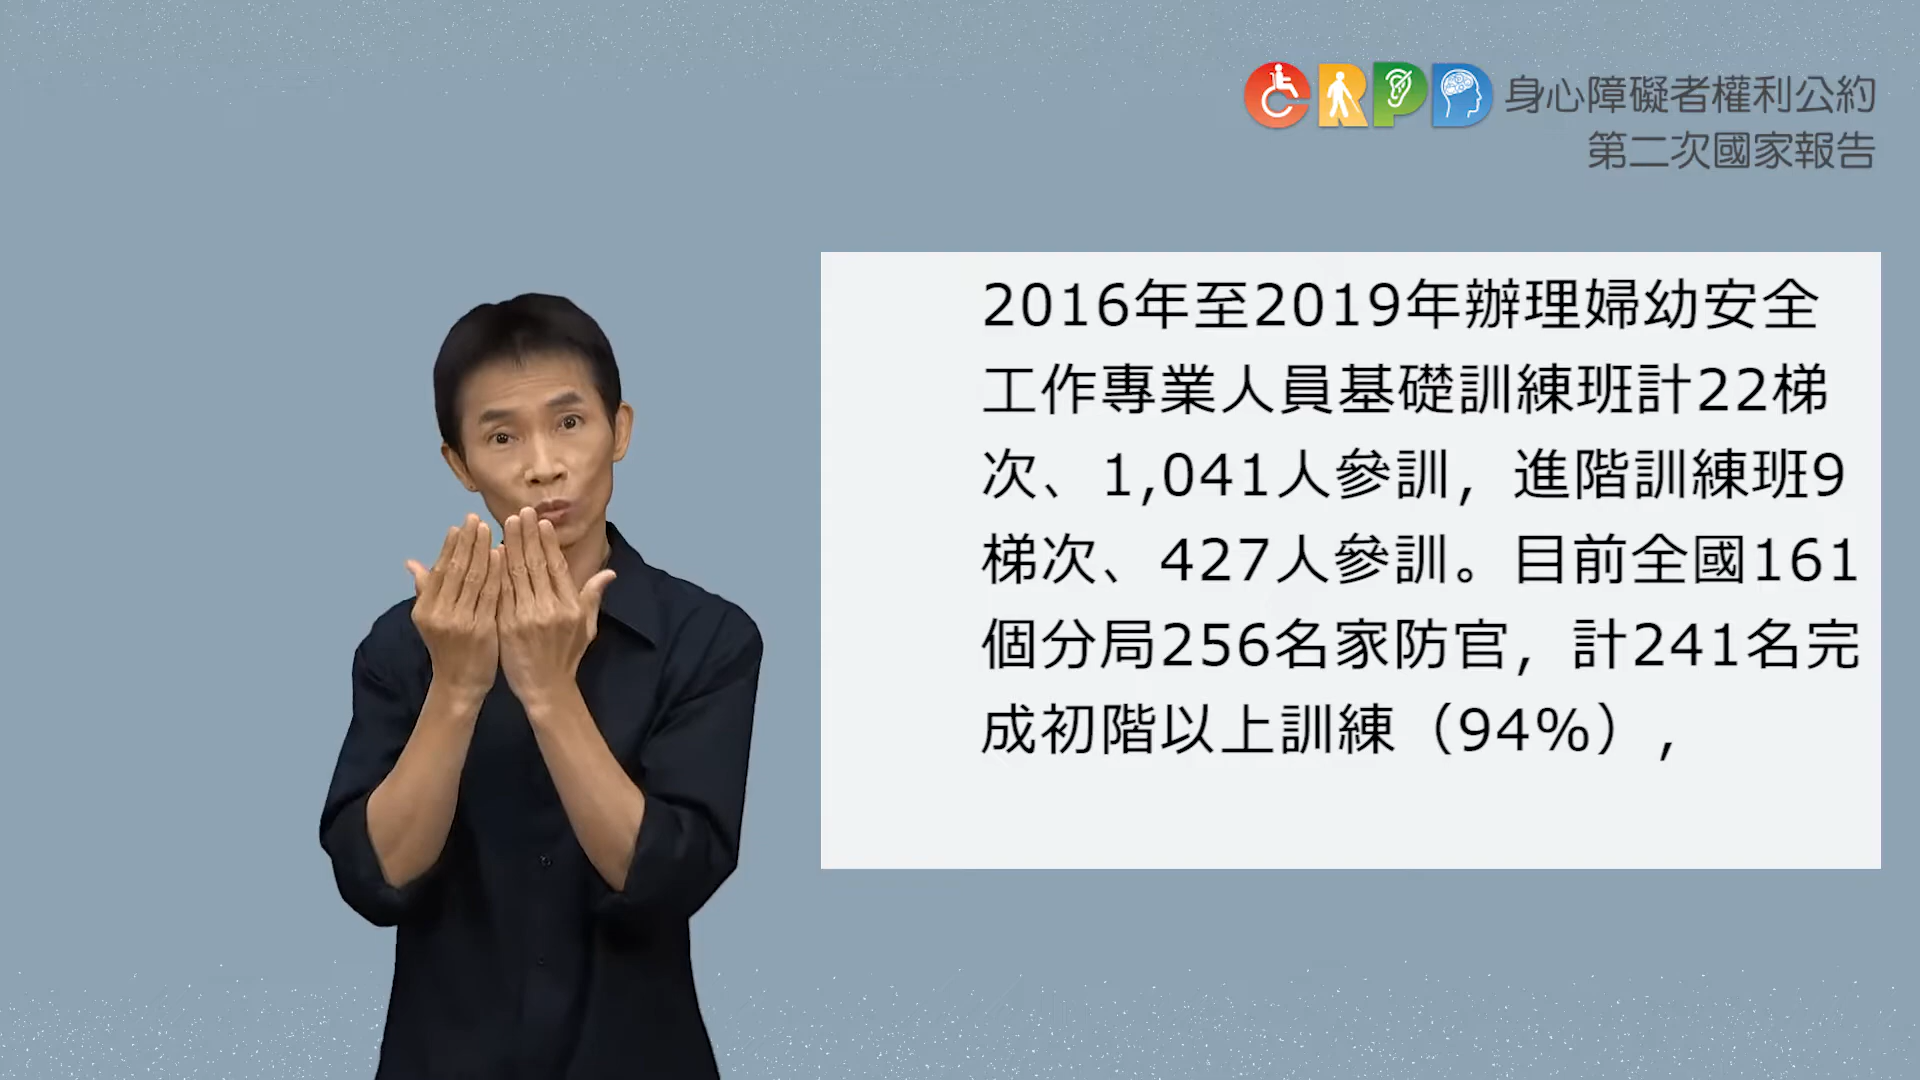 CRPD 身心障礙者權利公約
第二次國家報告
2016年至2019年辦理婦幼安全
工作專業人員基礎訓練班計22梯
次、1,041人參訓，進階訓練班9
梯次、427人參訓。目前全國161
個分局256名家防官，計241名完
成初階以上訓練（94%）,